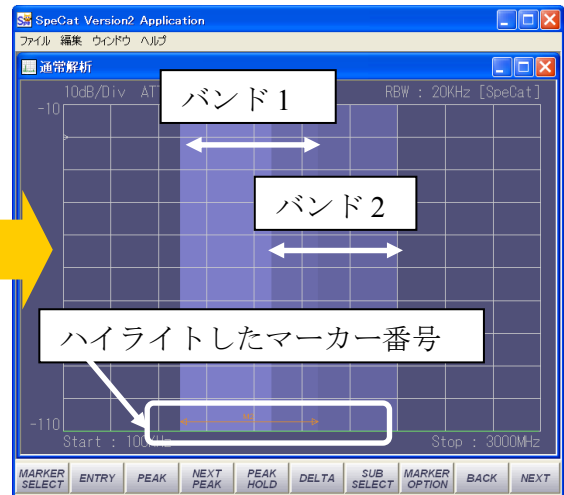 SpeCat Version2 Application
ファイル 編集 ウィンドウ ヘルプ
通常解析
10dB/Div AT
RBW : 20KHz [SpeCat]
-10
バンド1
バンド2
ハイライトしたマーカー番号
-110
Start : 100KHz
Stop : 3000MHz
MARKER SELECT ENTRY PEAK NEXT PEAK PEAK HOLD DELTA SUB SELECT MARKER OPTION BACK NEXT